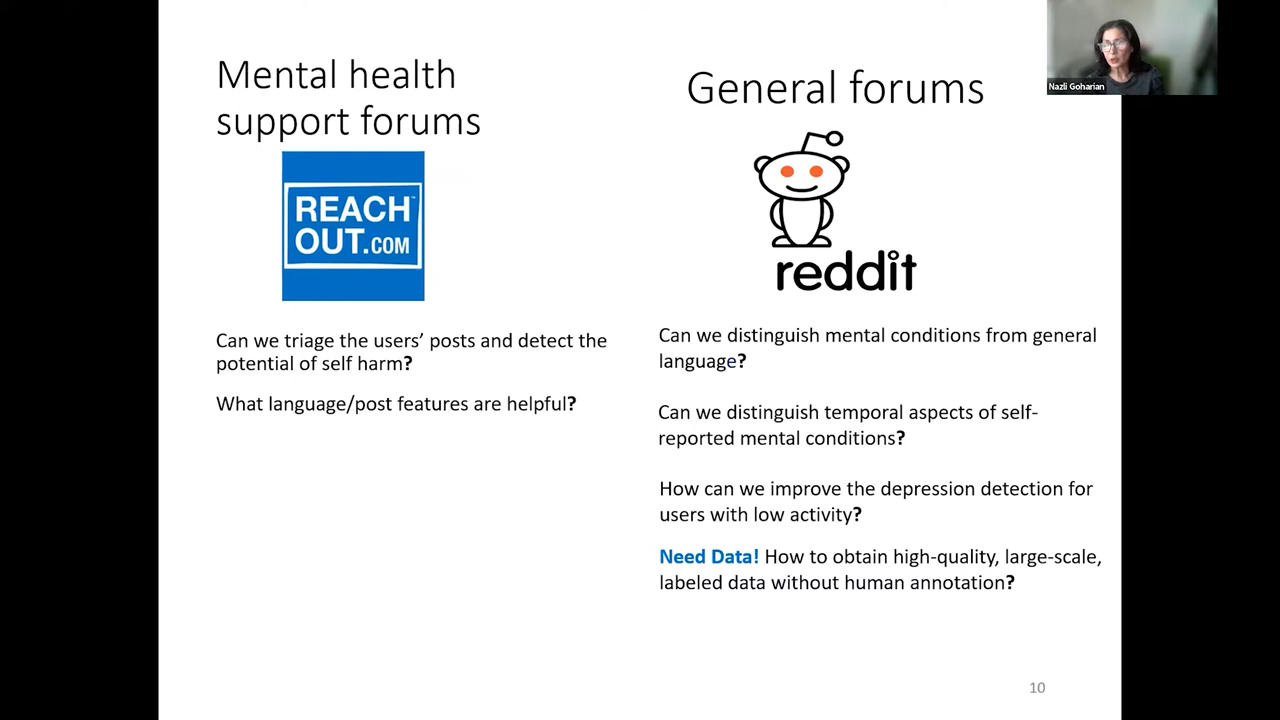 Mental health
support forums
REACH
OUT.COM™
Can we triage the users’ posts and detect the
potential of self harm?
What language/post features are helpful?
General forums
reddit
Can we distinguish mental conditions from general
language?
Can we distinguish temporal aspects of self-
reported mental conditions?
How can we improve the depression detection for
users with low activity?
Need Data! How to obtain high-quality, large-scale,
labeled data without human annotation?
10
Nazli Goharian